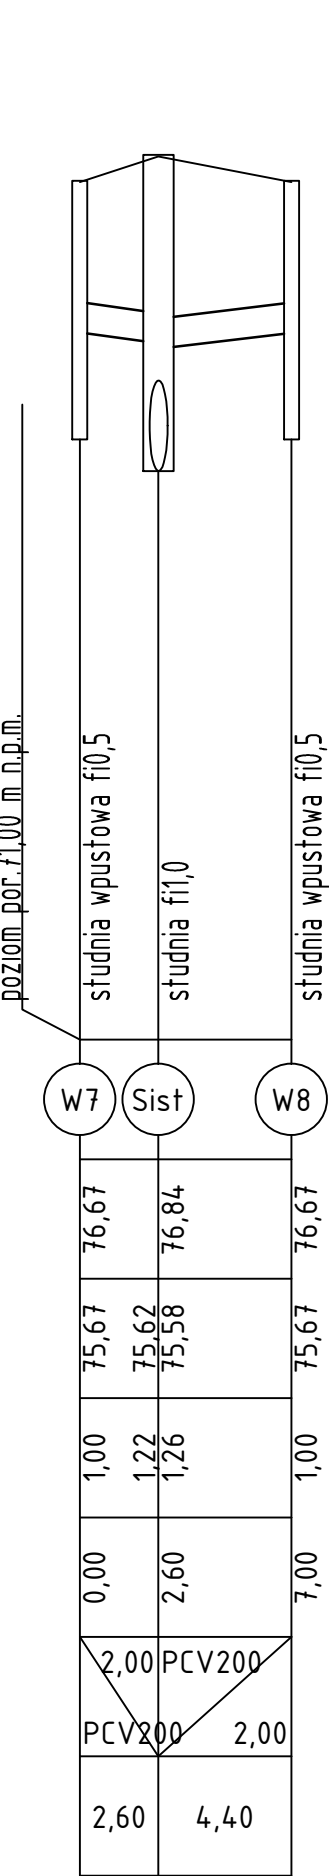 poziom por.71,00 m n.p.m.
studnia wpustowa fi0,5
studnia fi1,0
studnia wpustowa fi0,5
W7 Sist W8
76,67 76,84 76,67
75,67 75,62 75,58 75,67
1,00 1,22 1,26 1,00
0,00 2,60 7,00
2,00 PCV200
PCV200 2,00
2,60 4,40